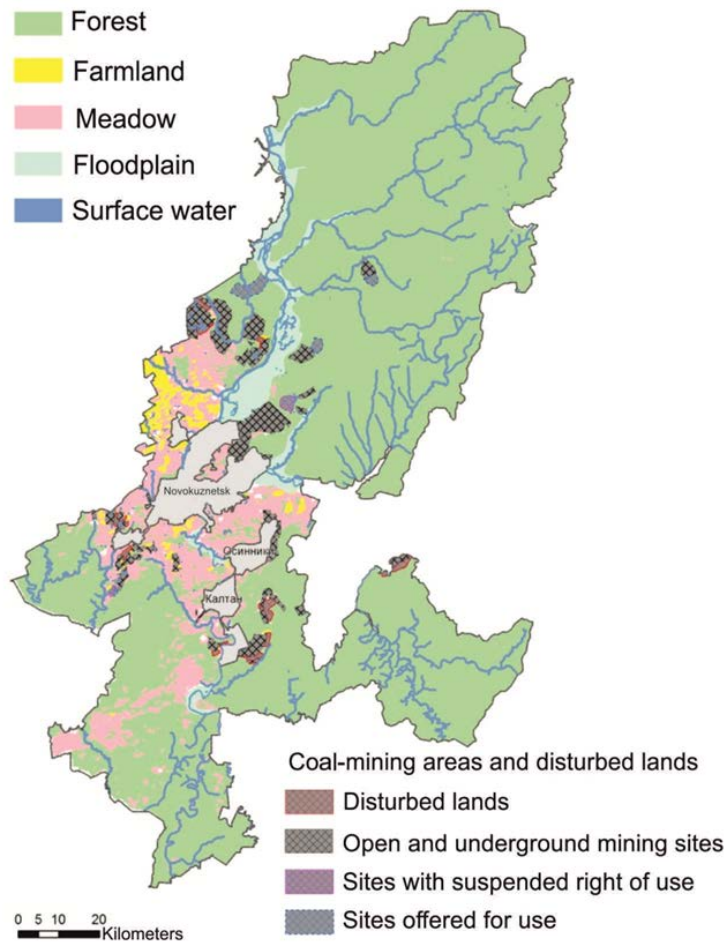 Forest
Farmland
Meadow
Floodplain
Surface water
Novokuznetsk
Осинники
Калтан
Coal-mining areas and disturbed lands
Disturbed lands
Open and underground mining sites
Sites with suspended right of use
Sites offered for use
0 5 10 20
Kilometers